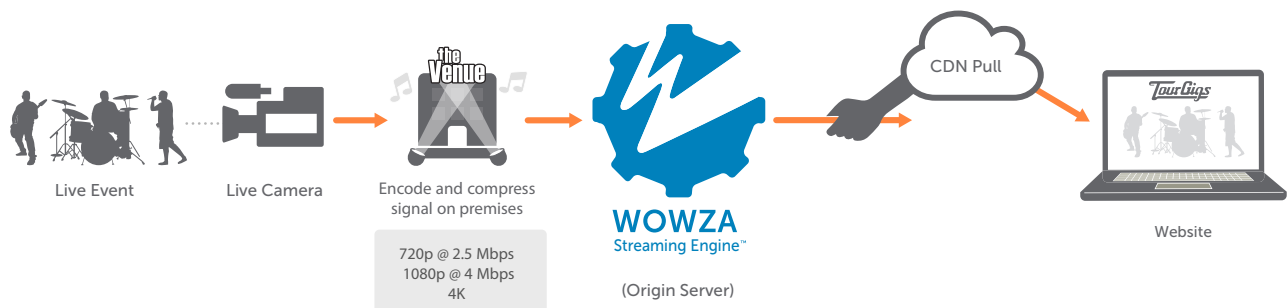 Live Event
Live Camera
the
Venue
Encode and compress
signal on premises
720p @ 2.5 Mbps
1080p @ 4 Mbps
4K
WOWZA
Streaming Engine™
(Origin Server)
CDN Pull
TourGigs
Website